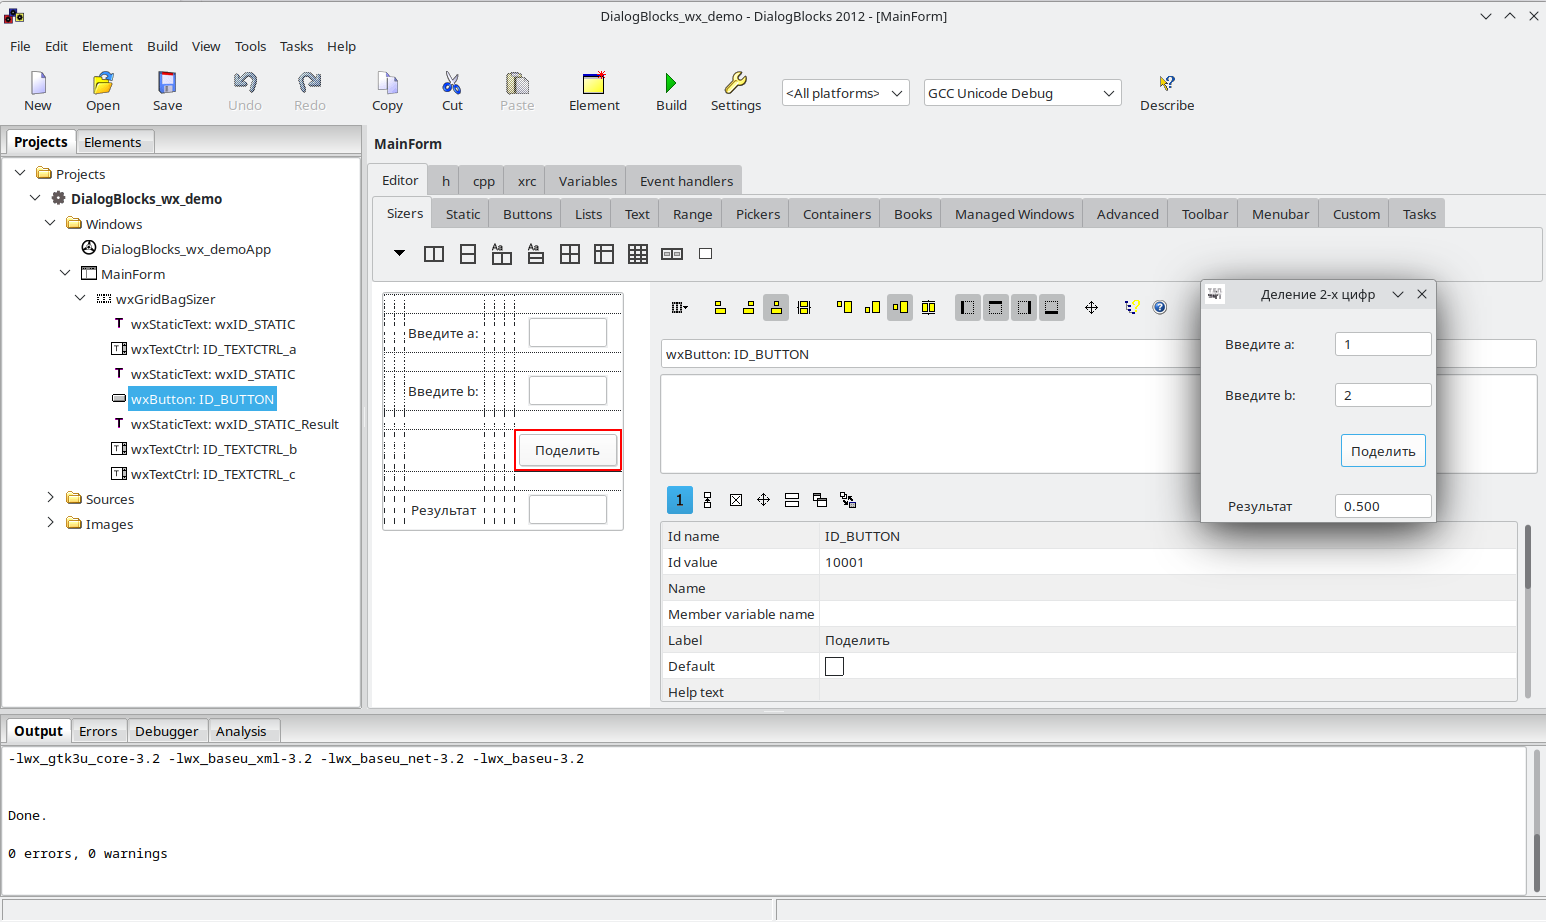 DialogBlocks_wx_demo - DialogBlocks 2012 - [MainForm]
File Edit Element Build View Tools Tasks Help
New Open Save Undo Redo Copy Cut Paste Element Build Settings <All platforms> GCC Unicode Debug Describe
Projects Elements
Projects
DialogBlocks_wx_demo
Windows
DialogBlocks_wx_demoApp
MainForm
wxGridBagSizer
T wxStaticText: wxID_STATIC
wxTextCtrl: ID_TEXTCTRL_a
T wxStaticText: wxID_STATIC
wxButton: ID_BUTTON
T wxStaticText: wxID_STATIC_Result
wxTextCtrl: ID_TEXTCTRL_b
wxTextCtrl: ID_TEXTCTRL_c
Sources
Images
MainForm
Editor h cpp xrc Variables Event handlers
Sizers Static Buttons Lists Text Range Pickers Containers Books Managed Windows Advanced Toolbar Menubar Custom Tasks
Aa Aa
Введите a:
Введите b:
Поделить
Результат
wxButton: ID_BUTTON
1
Id name ID_BUTTON
Id value 10001
Name
Member variable name
Label Поделить
Default
Help text
Деление 2-х цифр
Введите a: 1
Введите b: 2
Поделить
Результат 0.500
Output Errors Debugger Analysis
-lwx_gtk3u_core-3.2 -lwx_baseu_xml-3.2 -lwx_baseu_net-3.2 -lwx_baseu-3.2
Done.
0 errors, 0 warnings